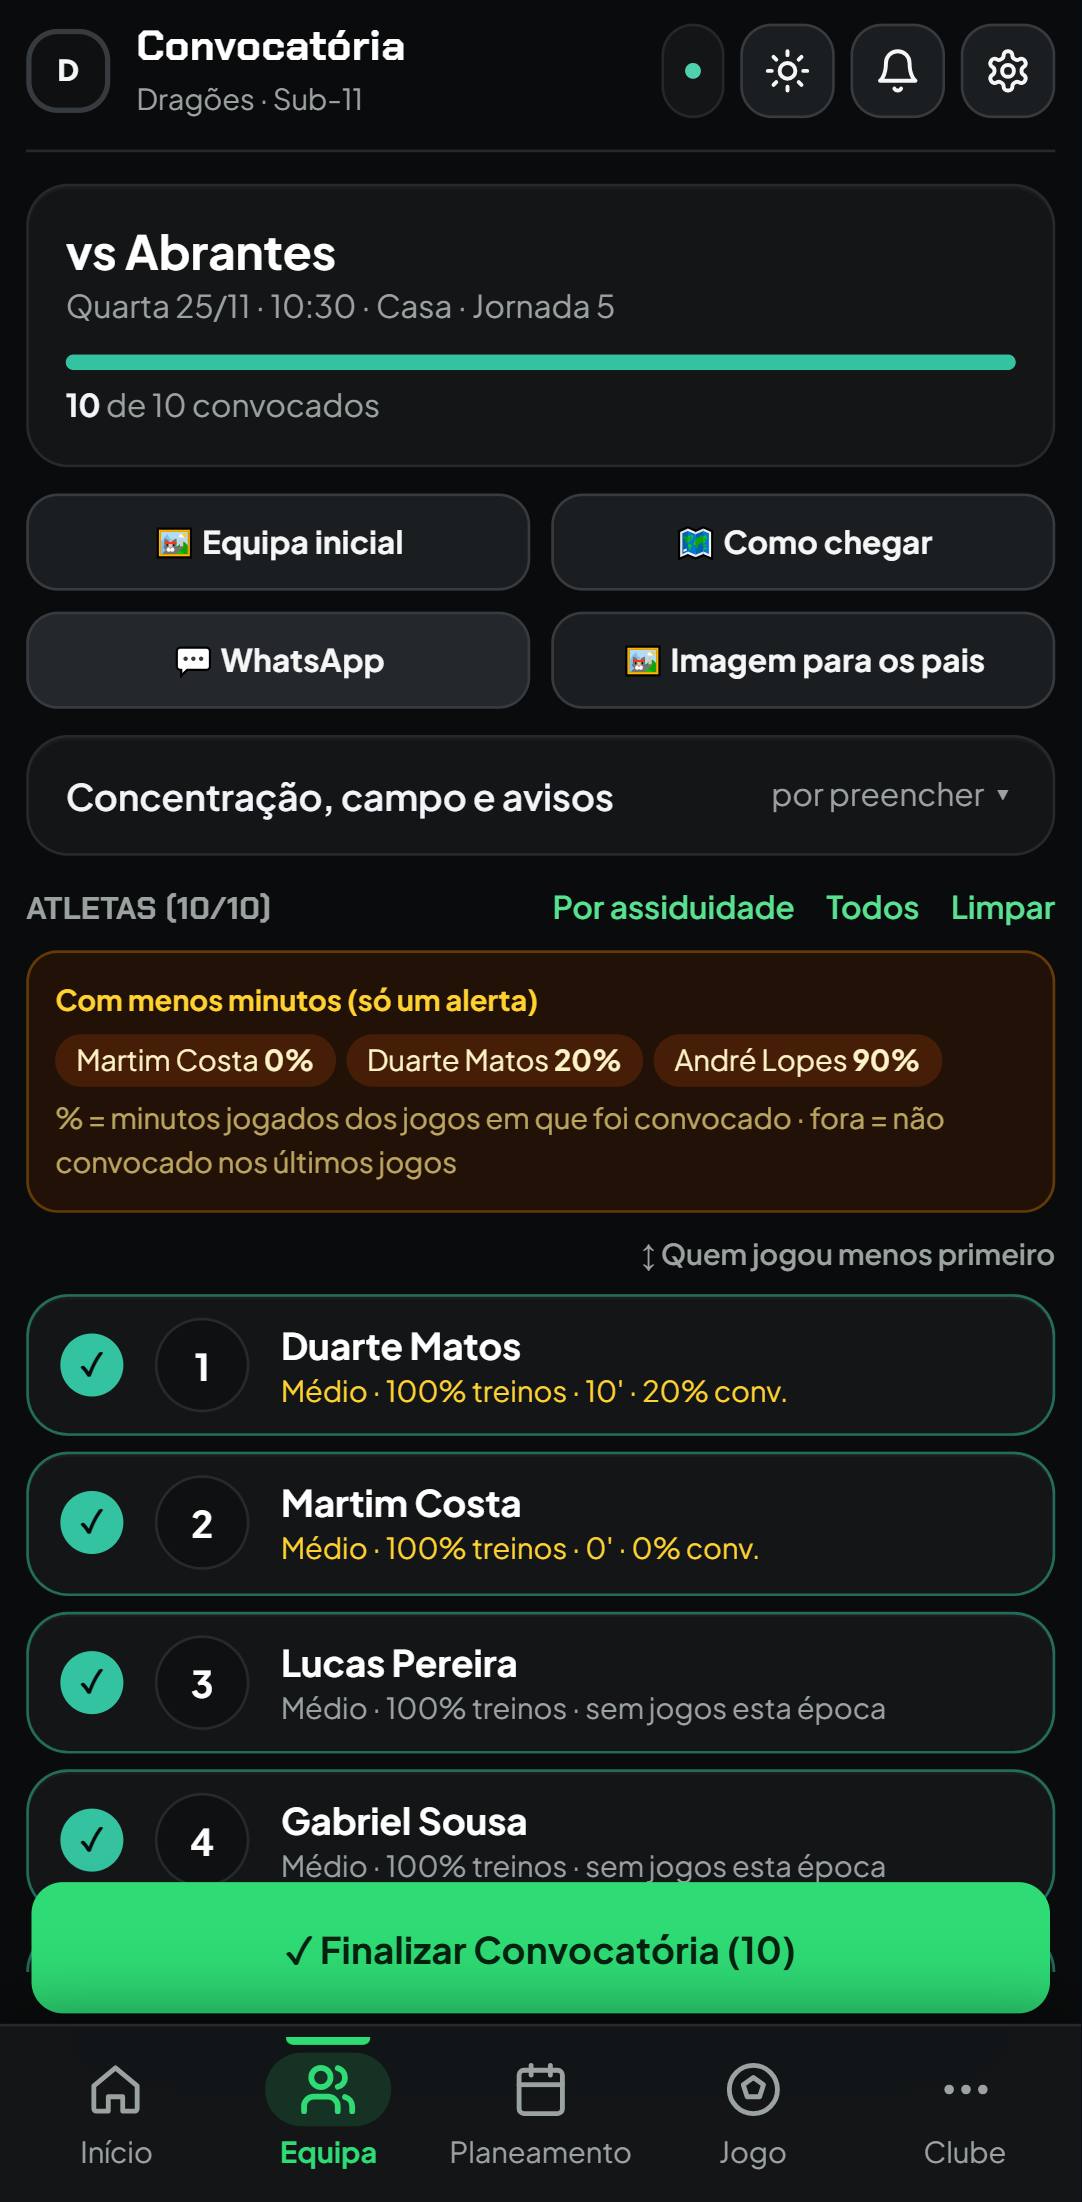 D
Convocatória
Dragões · Sub-11
vs Abrantes
Quarta 25/11 · 10:30 · Casa · Jornada 5
10 de 10 convocados
Equipa inicial
Como chegar
WhatsApp
Imagem para os pais
Concentração, campo e avisos
por preencher ▾
ATLETAS (10/10)
Por assiduidade
Todos
Limpar
Com menos minutos (só um alerta)
Martim Costa 0%
Duarte Matos 20%
André Lopes 90%
% = minutos jogados dos jogos em que foi convocado · fora = não
convocado nos últimos jogos
↕ Quem jogou menos primeiro
✓ 1 Duarte Matos
Médio · 100% treinos · 10' · 20% conv.
✓ 2 Martim Costa
Médio · 100% treinos · 0' · 0% conv.
✓ 3 Lucas Pereira
Médio · 100% treinos · sem jogos esta época
✓ 4 Gabriel Sousa
Médio · 100% treinos · sem jogos esta época
✓ Finalizar Convocatória (10)
Início
Equipa
Planeamento
Jogo
Clube